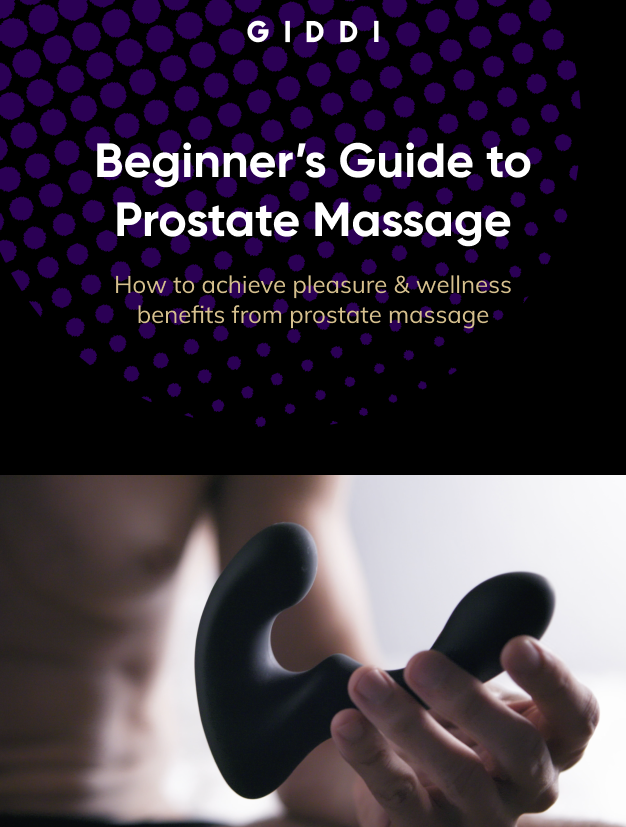 GIDDI
Beginner's Guide to
Prostate Massage
How to achieve pleasure & wellness
benefits from prostate massage